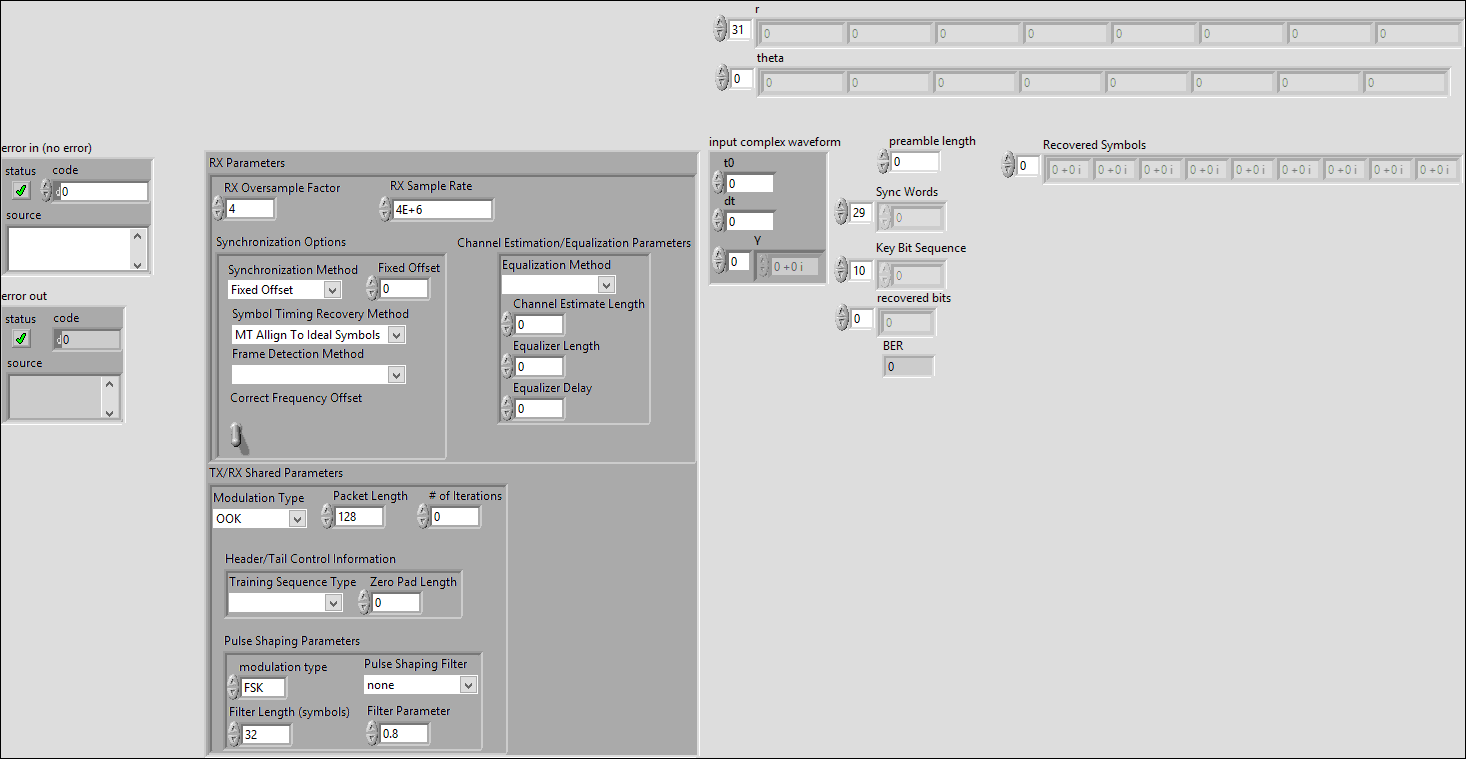 r
31 0 0 0 0 0 0 0 0
theta
0 0 0 0 0 0 0 0 0
error in (no error)
status code
d 0
source
error out
status code
d 0
source
RX Parameters
RX Oversample Factor RX Sample Rate
4 4E+6
Synchronization Options
Synchronization Method Fixed Offset
Fixed Offset 0
Symbol Timing Recovery Method
MT Allign To Ideal Symbols
Frame Detection Method
Correct Frequency Offset
Channel Estimation/Equalization Parameters
Equalization Method
Channel Estimate Length
0
Equalizer Length
0
Equalizer Delay
0
TX/RX Shared Parameters
Modulation Type Packet Length # of Iterations
OOK 128 0
Header/Tail Control Information
Training Sequence Type Zero Pad Length
0
Pulse Shaping Parameters
modulation type Pulse Shaping Filter
FSK none
Filter Length (symbols) Filter Parameter
32 0.8
input complex waveform
t0
0
dt
0
Y
0 0 +0 i
preamble length
0
Sync Words
29 0
Key Bit Sequence
10 0
recovered bits
0 0
BER
0
Recovered Symbols
0 0 +0 i 0 +0 i 0 +0 i 0 +0 i 0 +0 i 0 +0 i 0 +0 i 0 +0 i 0 +0 i